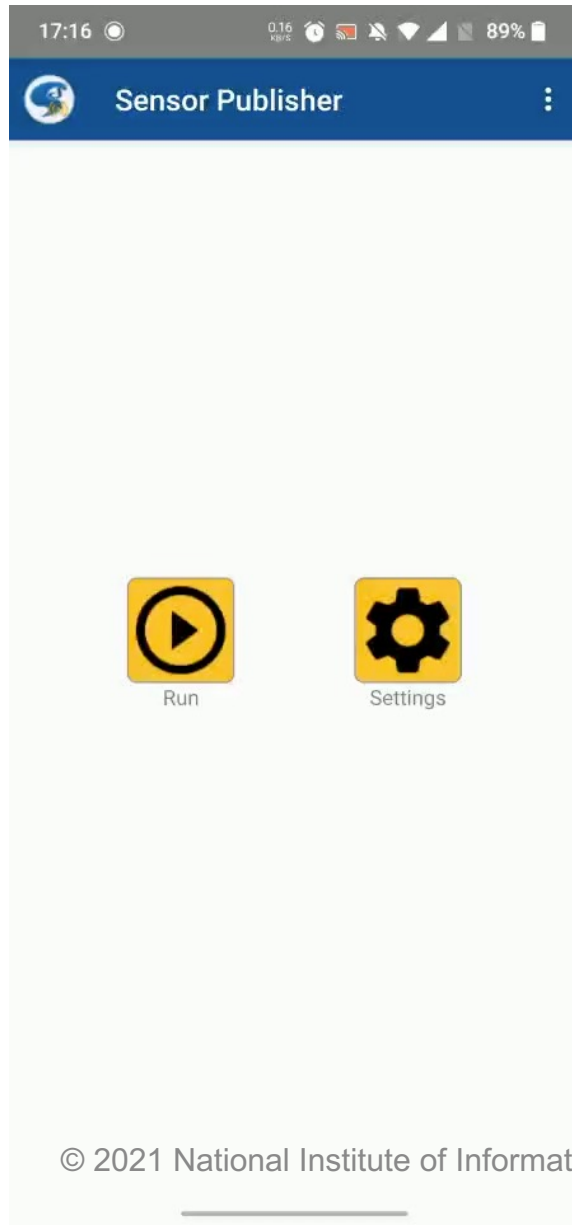 17:16 0.16 KB/S 89%
Sensor Publisher
Run Settings
© 2021 National Institute of Informat